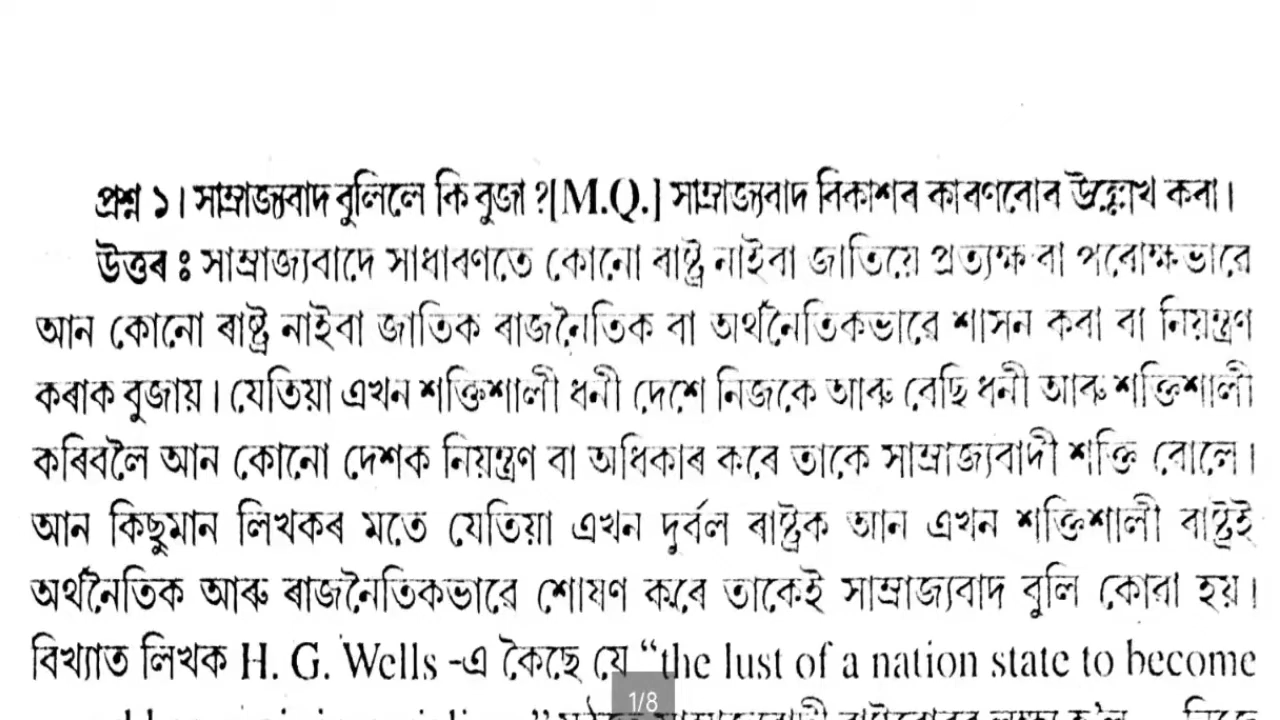 প্ৰশ্ন ১। সাম্ৰাজ্যবাদ বুলিলে কি বুজা ?[M.Q.] সাম্ৰাজ্যবাদ বিকাশৰ কাৰণবোৰ উল্লেখ কৰা।
উত্তৰ ঃ সাম্ৰাজ্যবাদে সাধাৰণতে কোনো ৰাষ্ট্ৰ নাইবা জাতিয়ে প্ৰত্যক্ষ বা পৰোক্ষভাৱে
আন কোনো ৰাষ্ট্ৰ নাইবা জাতিক ৰাজনৈতিক বা অৰ্থনৈতিকভাৱে শাসন কৰা বা নিয়ন্ত্ৰণ
কৰাক বুজায়। যেতিয়া এখন শক্তিশালী ধনী দেশে নিজকে আৰু বেছি ধনী আৰু শক্তিশালী
কৰিবলৈ আন কোনো দেশক নিয়ন্ত্ৰণ বা অধিকাৰ কৰে তাকে সাম্ৰাজ্যবাদী শক্তি বোলে।
আন কিছুমান লিখকৰ মতে যেতিয়া এখন দুৰ্বল ৰাষ্ট্ৰক আন এখন শক্তিশালী ৰাষ্ট্ৰই
অৰ্থনৈতিক আৰু ৰাজনৈতিকভাৱে শোষণ কৰে তাকেই সাম্ৰাজ্যবাদ বুলি কোৱা হয়।
বিখ্যাত লিখক H. G. Wells -এ কৈছে যে “the lust of a nation state to become
1/8